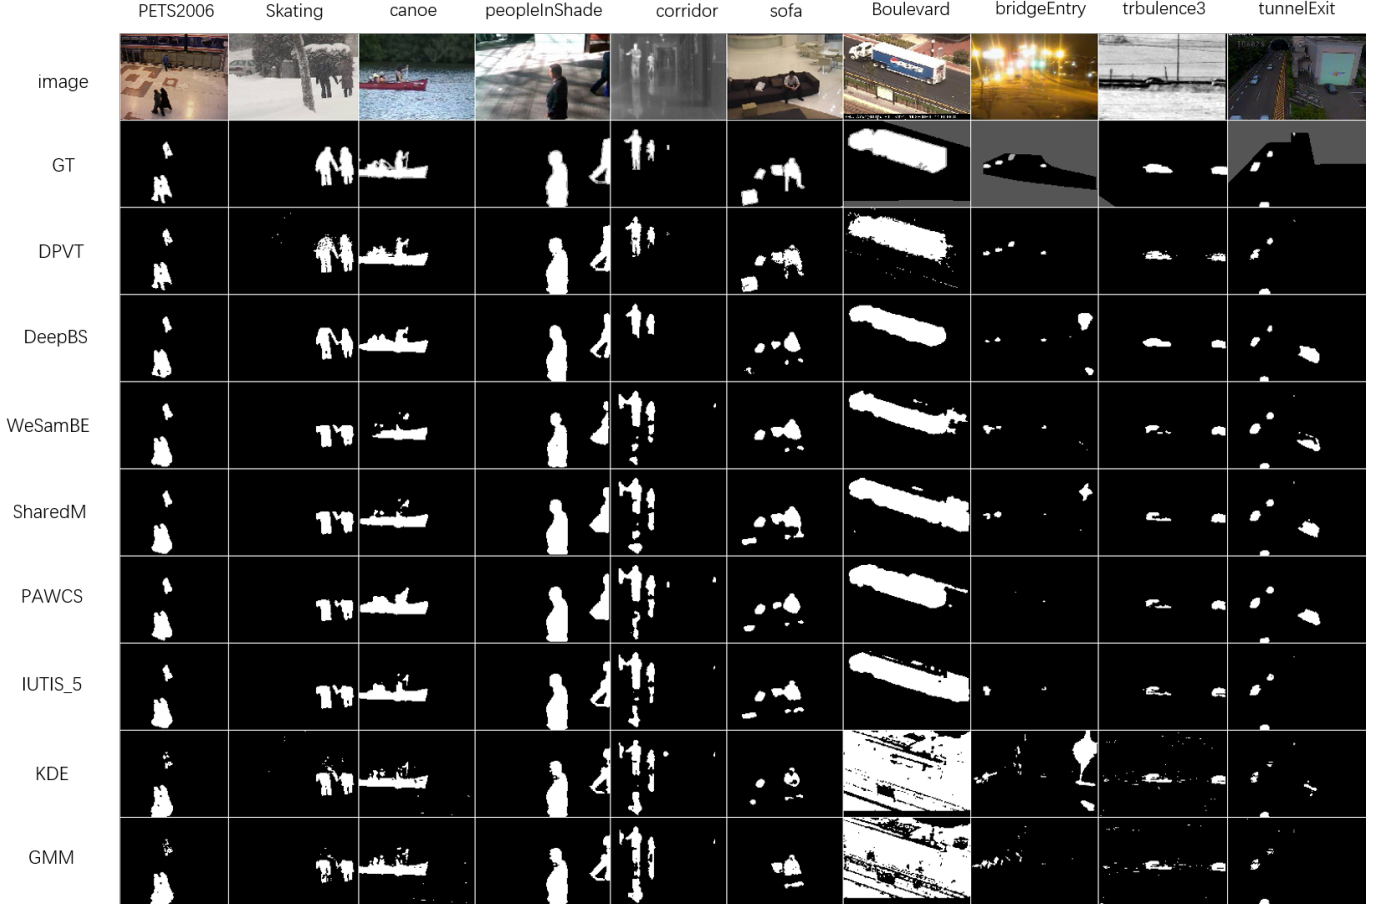 PETS2006 Skating canoe peopleInShade corridor sofa Boulevard bridgeEntry trbulence3 tunnelExit
image
PEPSI
GT
DPVT
DeepBS
WeSamBE
SharedM
PAWCS
IUTIS_5
KDE
GMM